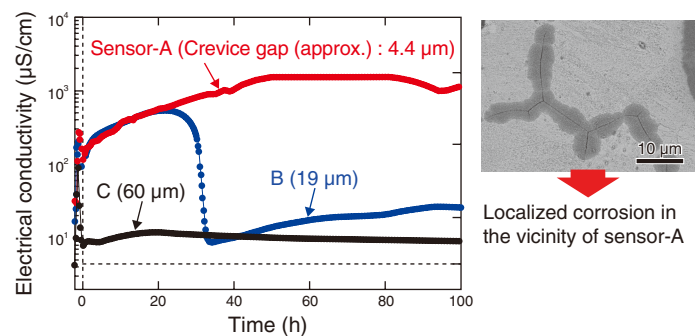 Electrical conductivity (µS/cm)
10⁴
10³
10²
10¹
10⁰
Sensor-A (Crevice gap (approx.) : 4.4 µm)
C (60 µm)
B (19 µm)
0 20 40 60 80 100
Time (h)
10 µm
Localized corrosion in
the vicinity of sensor-A